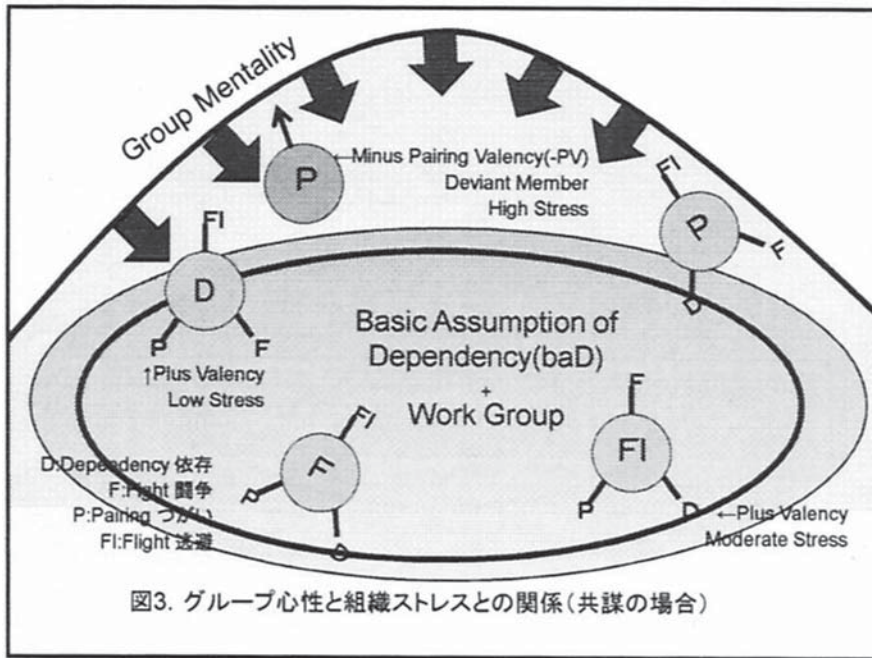 Group Mentality
P
←Minus Pairing Valency(-PV)
Deviant Member
High Stress
Fl
D
P
F
↑Plus Valency
Low Stress
Fl
P
F
D
Basic Assumption of
Dependency(baD)
+
Work Group
Fl
F
P
D
F
Fl
P
D
←Plus Valency
Moderate Stress
D:Dependency 依存
F:Fight 闘争
P:Pairing つがい
Fl:Flight 逃避
図3. グループ心性と組織ストレスとの関係(共謀の場合)